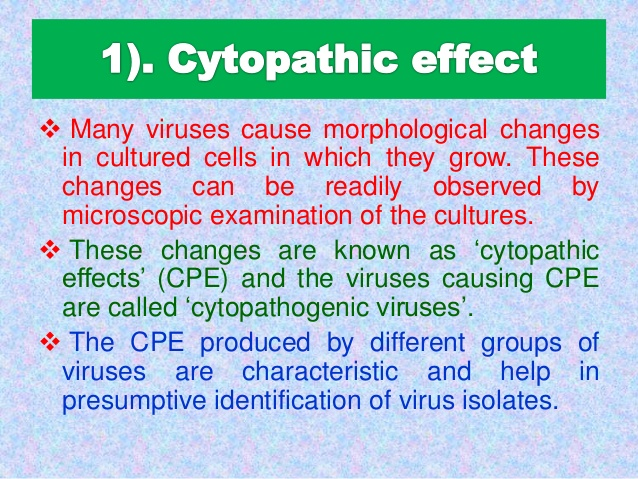 1). Cytopathic effect
❖ Many viruses cause morphological changes
in cultured cells in which they grow. These
changes can be readily observed by
microscopic examination of the cultures.
❖ These changes are known as ‘cytopathic
effects’ (CPE) and the viruses causing CPE
are called ‘cytopathogenic viruses’.
❖ The CPE produced by different groups of
viruses are characteristic and help in
presumptive identification of virus isolates.